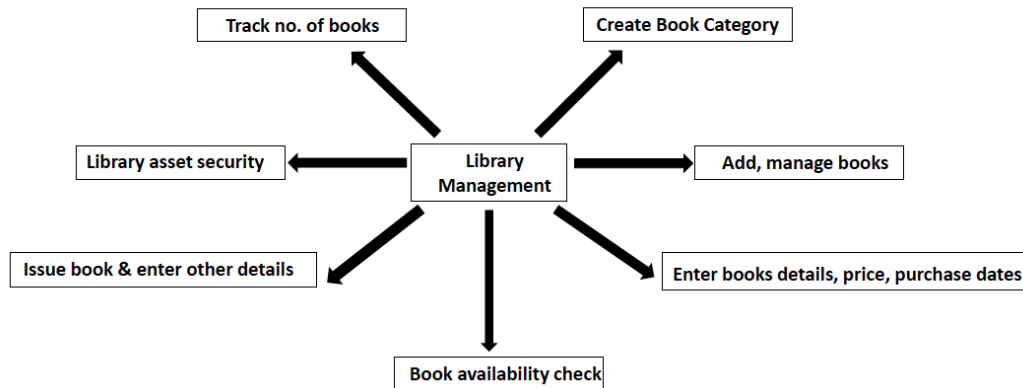 Track no. of books
Create Book Category
Library asset security
Library
Management
Add, manage books
Issue book & enter other details
Enter books details, price, purchase dates
Book availability check